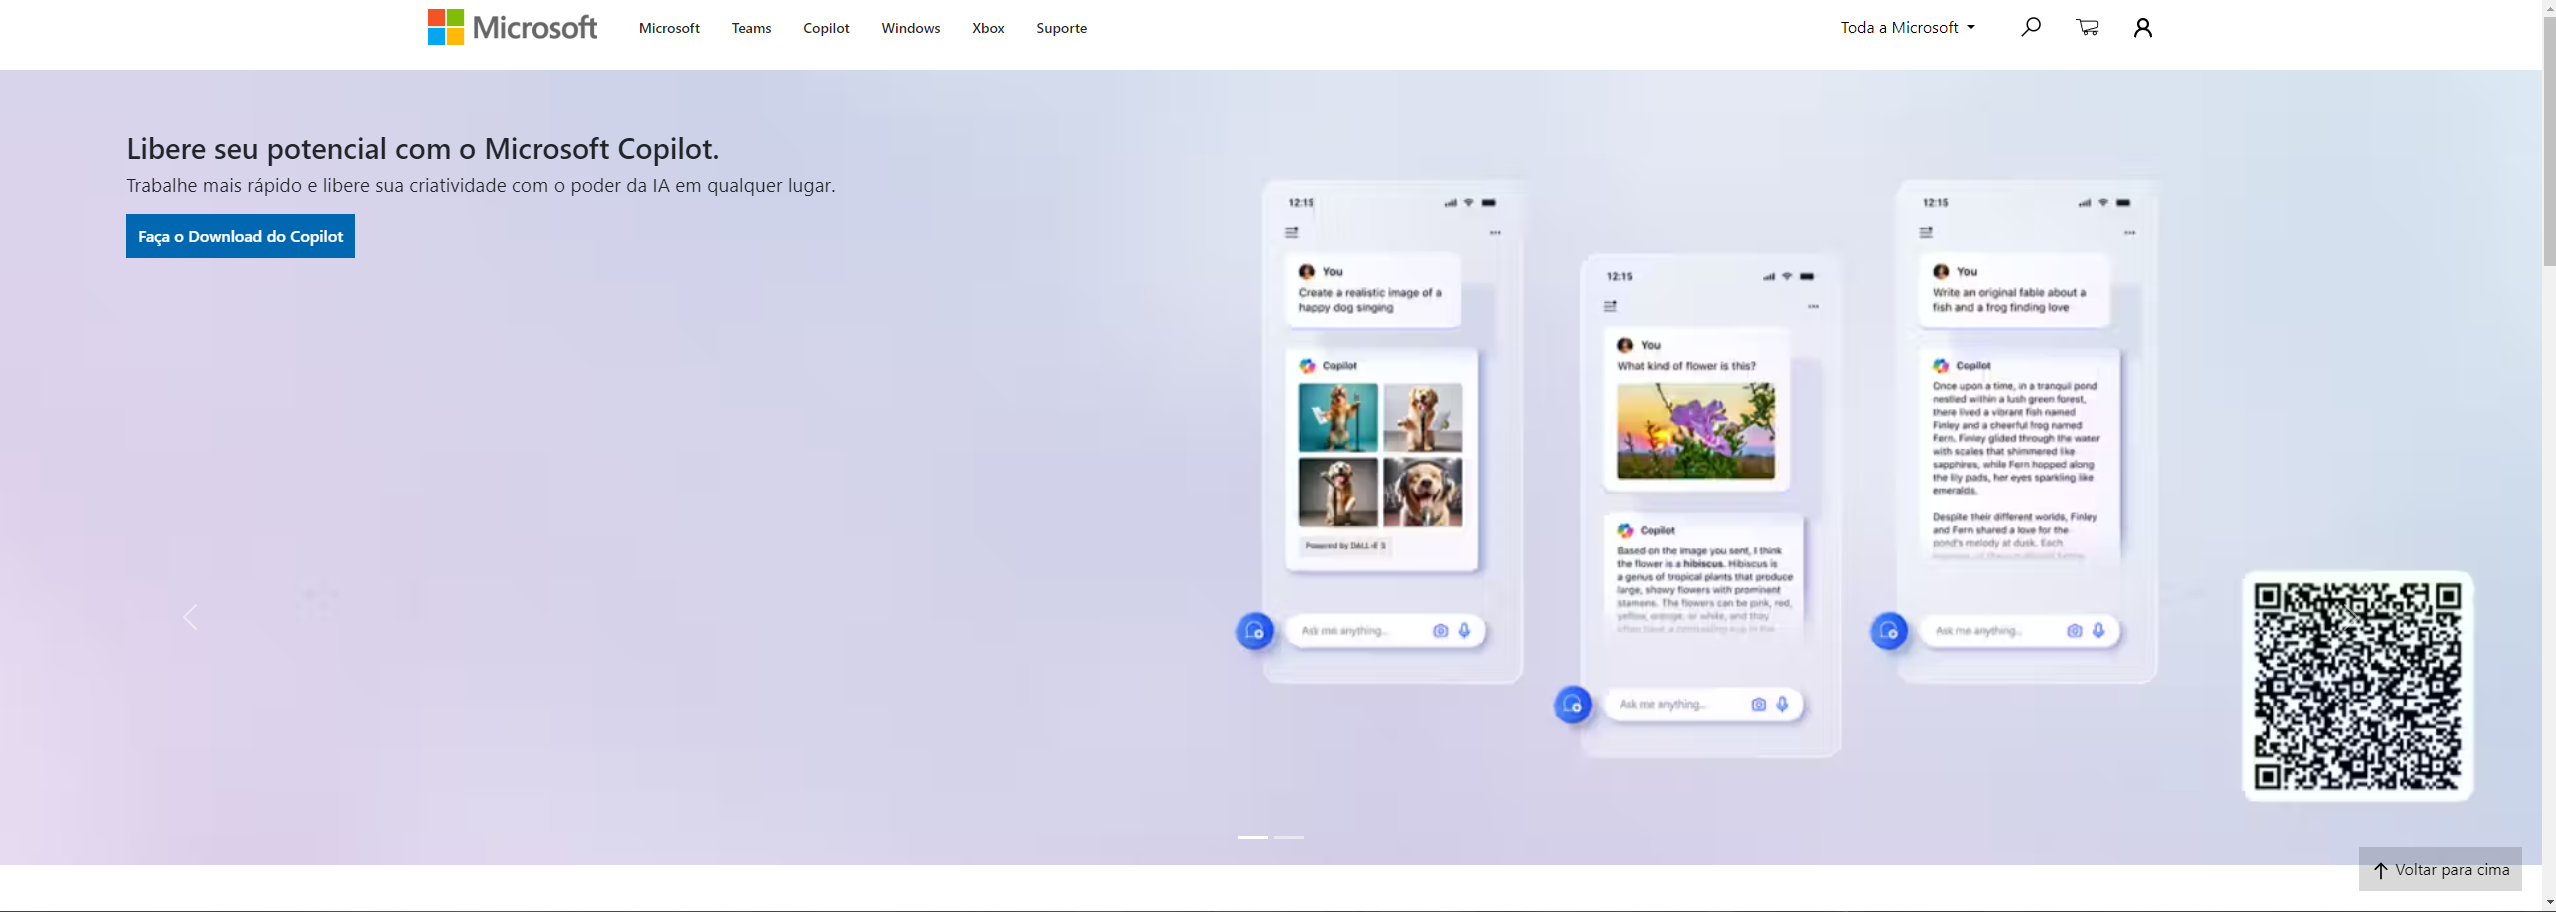 Microsoft
Microsoft
Teams
Copilot
Windows
Xbox
Suporte
Toda a Microsoft
Libere seu potencial com o Microsoft Copilot.
Trabalhe mais rápido e libere sua criatividade com o poder da IA em qualquer lugar.
Faça o Download do Copilot
12:15
You
Create a realistic image of a
happy dog singing
Copilot
Powered by DALL-E 3
Ask me anything...
12:15
You
What kind of flower is this?
Copilot
Based on the image you sent, I think
the flower is a hibiscus. Hibiscus is
a genus of tropical plants that produce
large, showy flowers with prominent
stamens. The flowers can be pink, red,
yellow, orange, or white, and they
often have a contrasting eye in the
Ask me anything...
12:15
You
Write an original fable about a
fish and a frog finding love
Copilot
Once upon a time, in a tranquil pond
nestled within a lush green forest,
there lived a vibrant fish named
Finley and a cheerful frog named
Fern. Finley glided through the water
with scales that shimmered like
sapphires, while Fern hopped along
the lily pads, her eyes sparkling like
emeralds.
Despite their different worlds, Finley
and Fern shared a love for the
pond's melody at dusk. Each
Ask me anything...
Voltar para cima